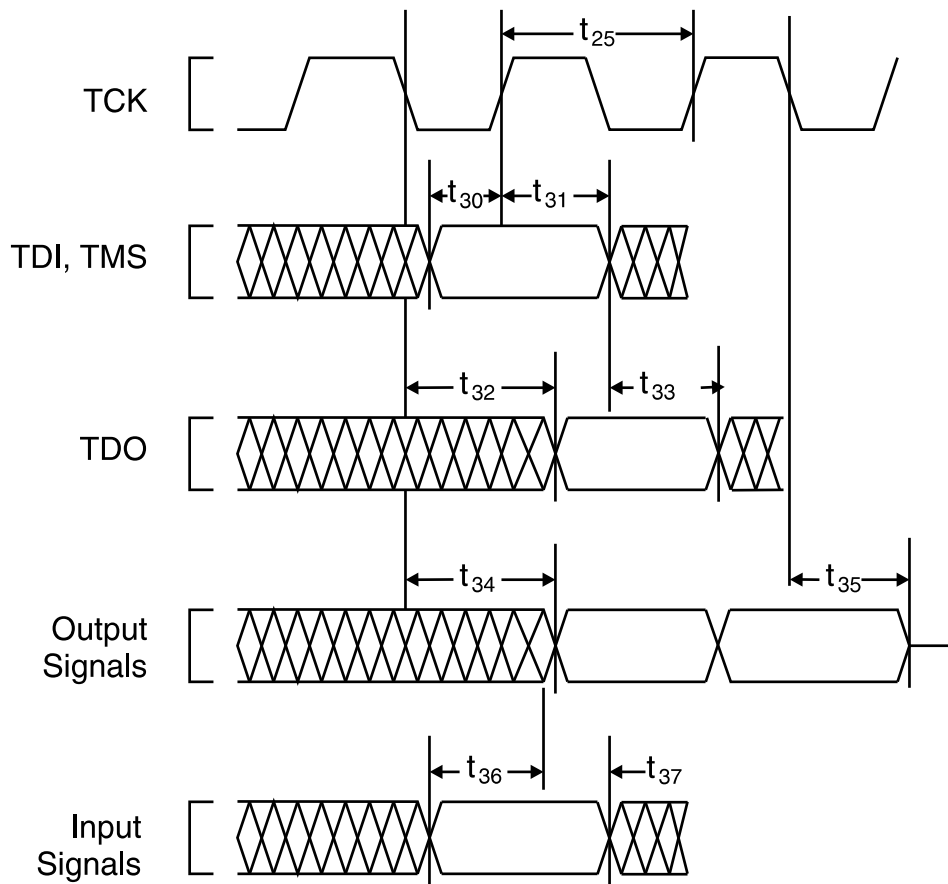 t25
TCK
t30 t31
TDI, TMS
t32 t33
TDO
t34 t35
Output
Signals
t36 t37
Input
Signals